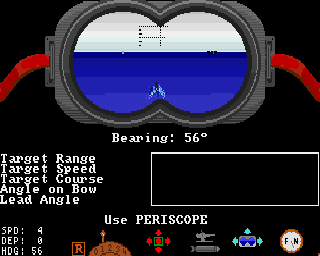 Bearing: 56°
Target Range
Target Speed
Target Course
Angle on Bow
Lead Angle
Use PERISCOPE
SPD: 4
DEP: 0
HDG: 56
R